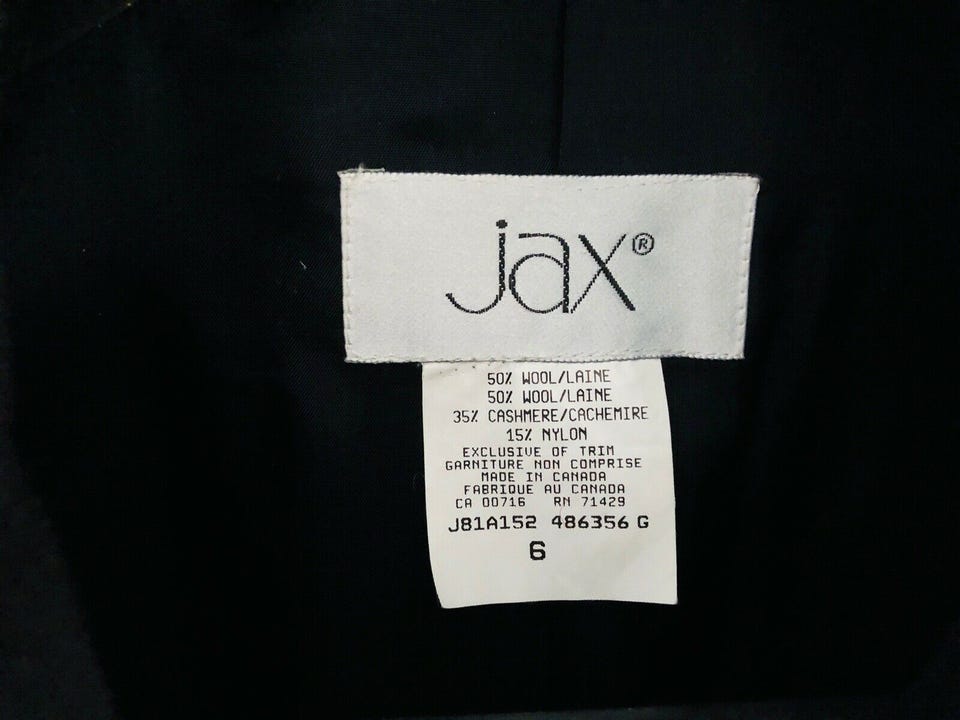 jax®
50% WOOL/LAINE
50% WOOL/LAINE
35% CASHMERE/CACHEMIRE
15% NYLON
EXCLUSIVE OF TRIM
GARNITURE NON COMPRISE
MADE IN CANADA
FABRIQUE AU CANADA
CA 00716 RN 71429
J81A152 486356 G
6